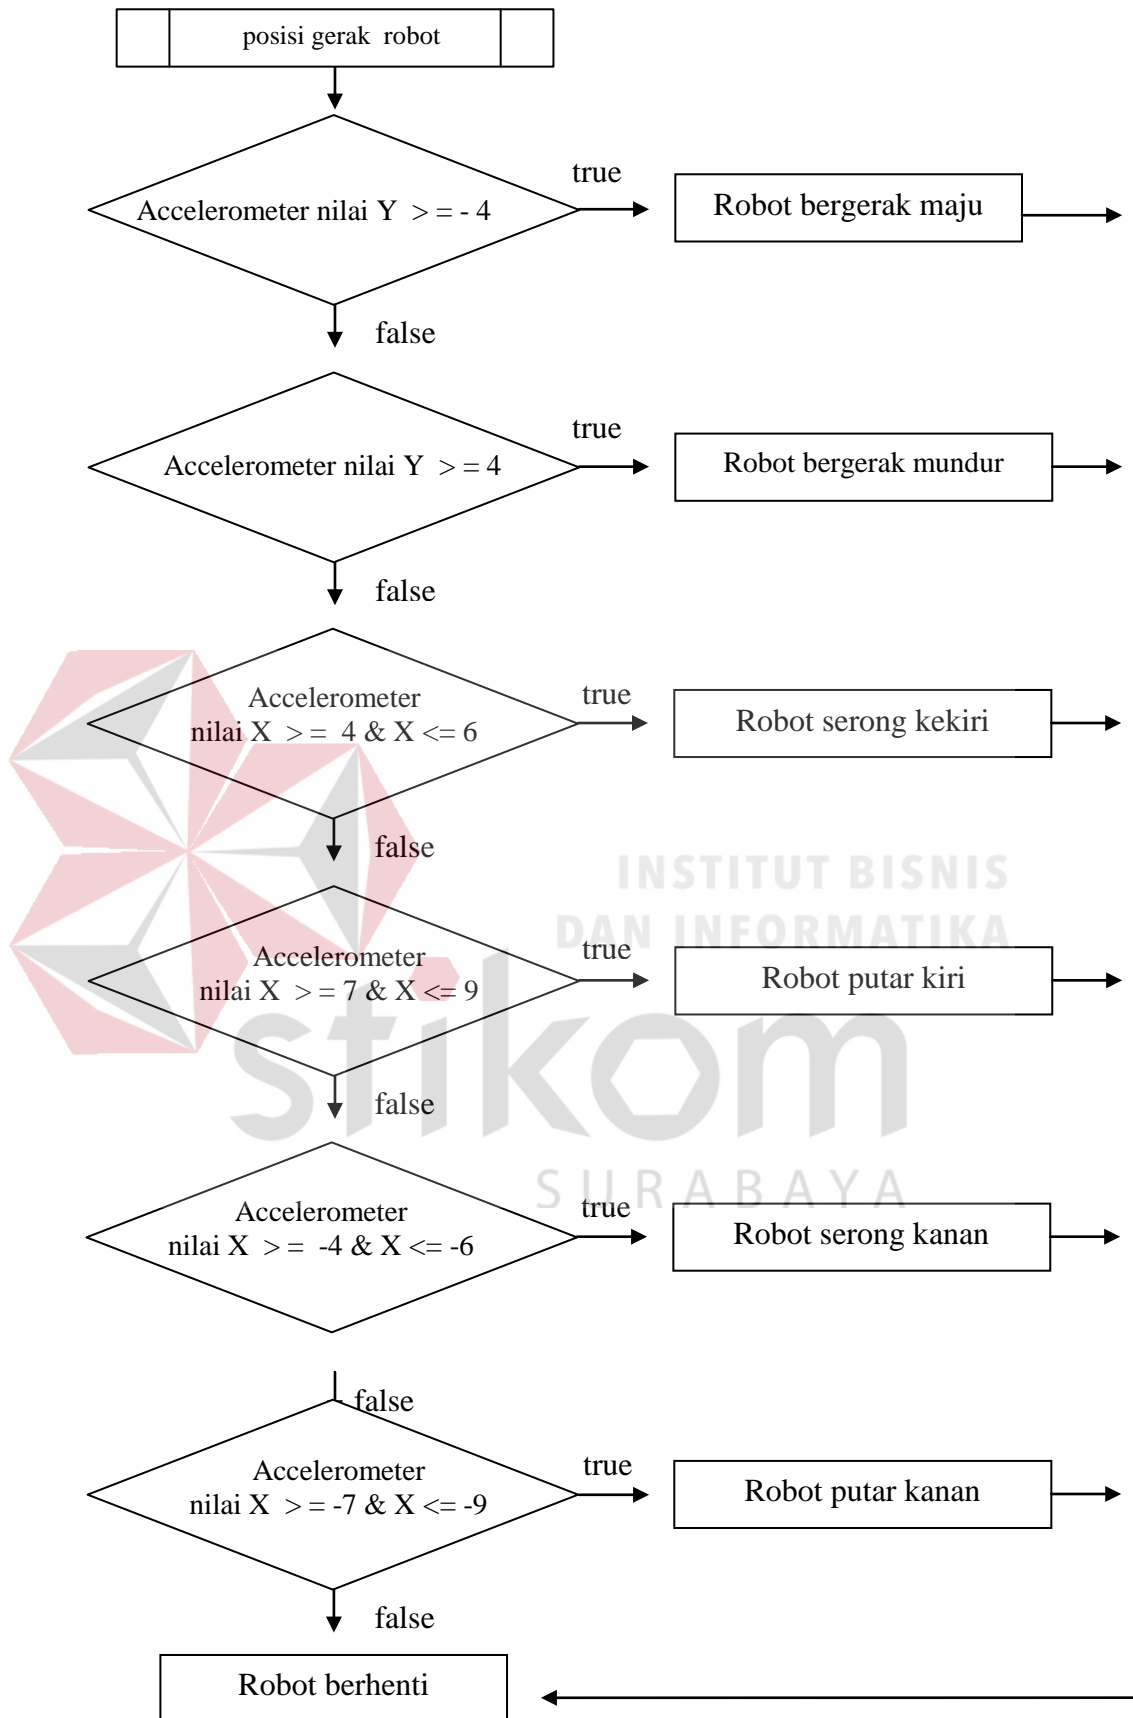 posisi gerak robot
Accelerometer nilai Y > = - 4
true
Robot bergerak maju
false
Accelerometer nilai Y > = 4
true
Robot bergerak mundur
false
Accelerometer
nilai X > = 4 & X <= 6
true
Robot serong kekiri
false
INSTITUT BISNIS
DAN INFORMATIKA
Accelerometer
nilai X > = 7 & X <= 9
true
Robot putar kiri
stikom
false
SURABAYA
Accelerometer
nilai X > = -4 & X <= -6
true
Robot serong kanan
false
Accelerometer
nilai X > = -7 & X <= -9
true
Robot putar kanan
false
Robot berhenti